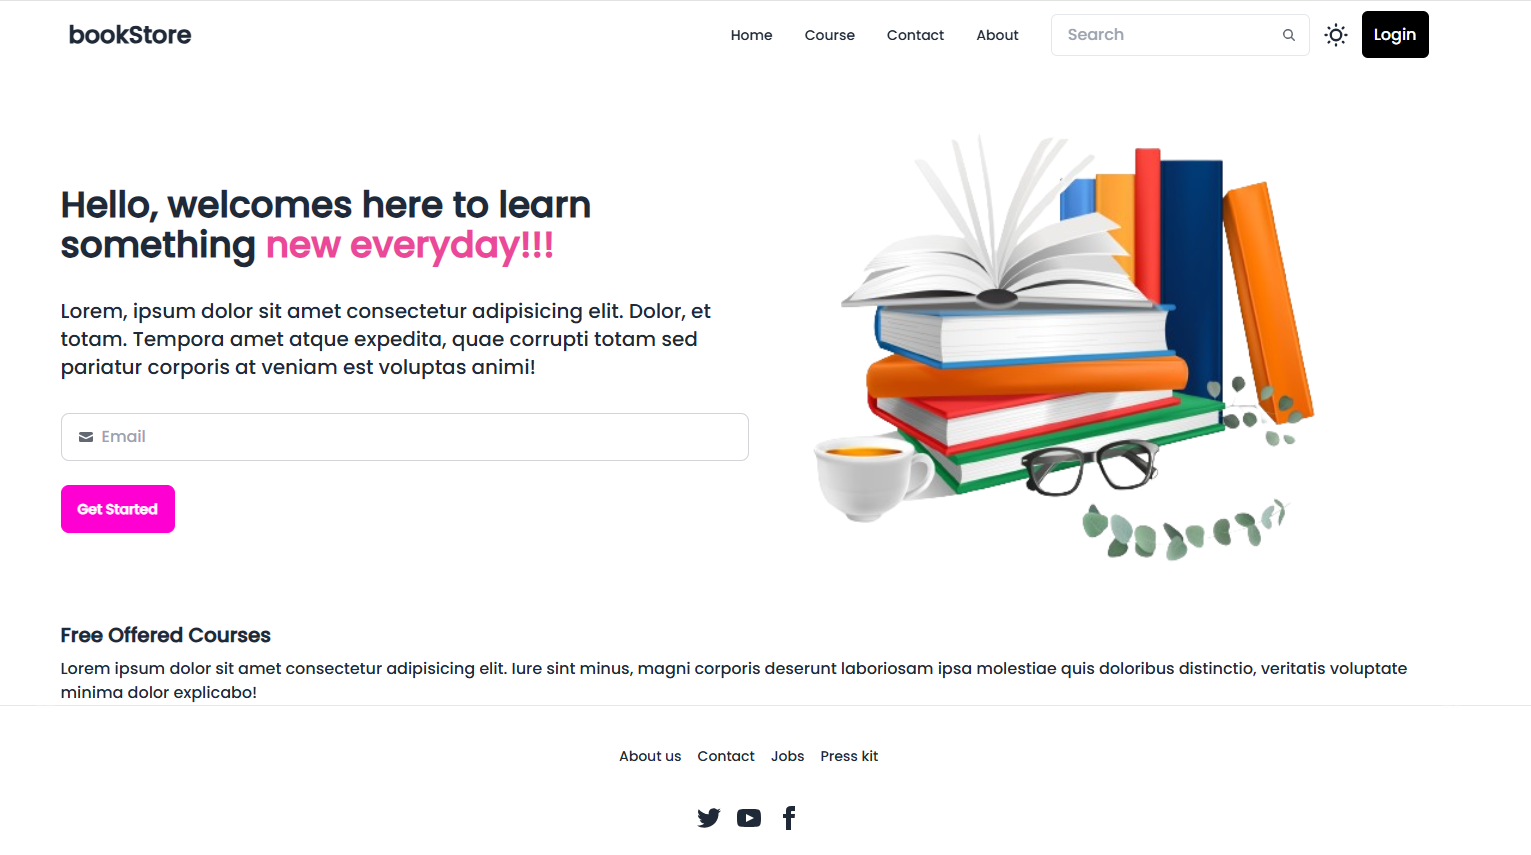 bookStore
Home Course Contact About Search Login
Hello, welcomes here to learn
something new everyday!!!
Lorem, ipsum dolor sit amet consectetur adipisicing elit. Dolor, et
totam. Tempora amet atque expedita, quae corrupti totam sed
pariatur corporis at veniam est voluptas animi!
Email
Get Started
Free Offered Courses
Lorem ipsum dolor sit amet consectetur adipisicing elit. Iure sint minus, magni corporis deserunt laboriosam ipsa molestiae quis doloribus distinctio, veritatis voluptate
minima dolor explicabo!
About us Contact Jobs Press kit